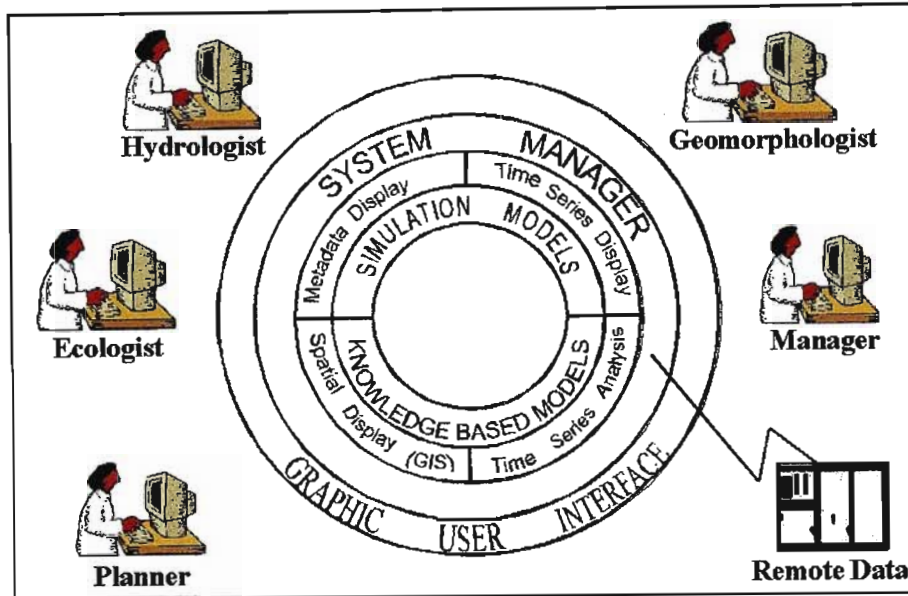 Hydrologist
Geomorphologist
SYSTEM MANAGER
Metadata Display
Time Series Display
SIMULATION MODELS
Ecologist
Manager
KNOWLEDGE BASED MODELS
Spatial Display (GIS)
Time Series Analysis
GRAPHIC USER INTERFACE
Planner
Remote Data